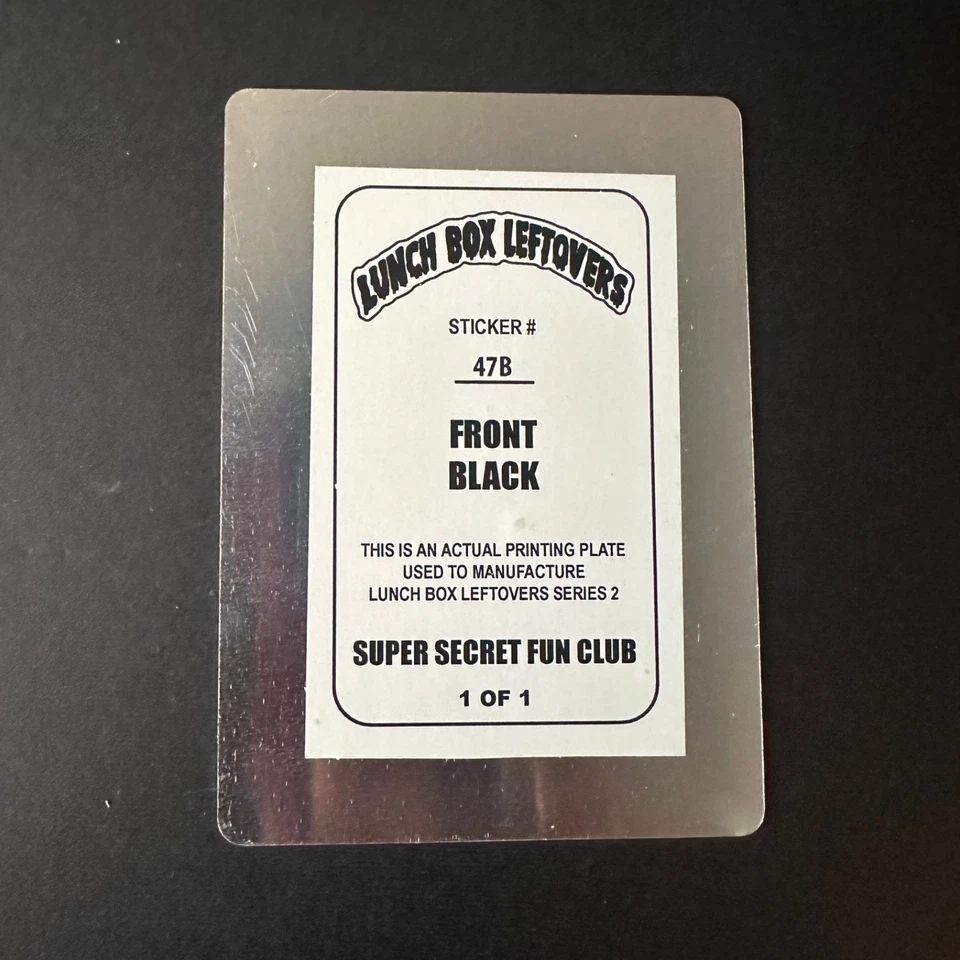 LUNCH BOX LEFTOVERS
STICKER #
47B
FRONT
BLACK
THIS IS AN ACTUAL PRINTING PLATE
USED TO MANUFACTURE
LUNCH BOX LEFTOVERS SERIES 2
SUPER SECRET FUN CLUB
1 OF 1